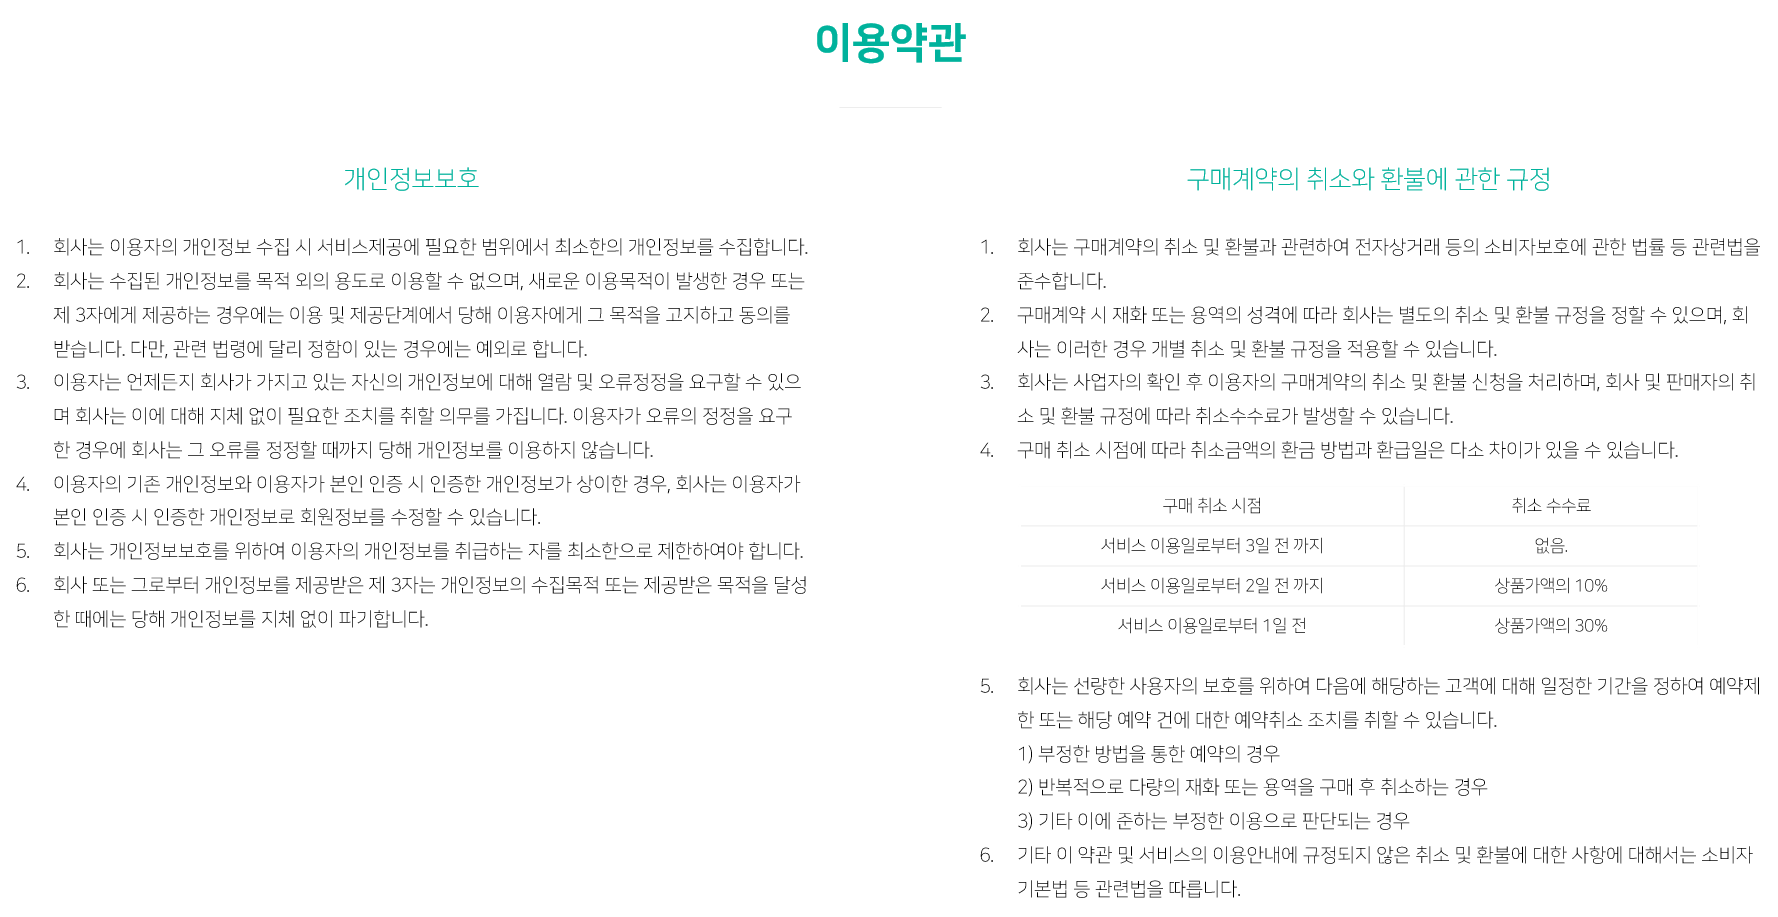 이용약관
개인정보보호
1. 회사는 이용자의 개인정보 수집 시 서비스제공에 필요한 범위에서 최소한의 개인정보를 수집합니다.
2. 회사는 수집된 개인정보를 목적 외의 용도로 이용할 수 없으며, 새로운 이용목적이 발생한 경우 또는
제 3자에게 제공하는 경우에는 이용 및 제공단계에서 당해 이용자에게 그 목적을 고지하고 동의를
받습니다. 다만, 관련 법령에 달리 정함이 있는 경우에는 예외로 합니다.
3. 이용자는 언제든지 회사가 가지고 있는 자신의 개인정보에 대해 열람 및 오류정정을 요구할 수 있으
며 회사는 이에 대해 지체 없이 필요한 조치를 취할 의무를 가집니다. 이용자가 오류의 정정을 요구
한 경우에 회사는 그 오류를 정정할 때까지 당해 개인정보를 이용하지 않습니다.
4. 이용자의 기존 개인정보와 이용자가 본인 인증 시 인증한 개인정보가 상이한 경우, 회사는 이용자가
본인 인증 시 인증한 개인정보로 회원정보를 수정할 수 있습니다.
5. 회사는 개인정보보호를 위하여 이용자의 개인정보를 취급하는 자를 최소한으로 제한하여야 합니다.
6. 회사 또는 그로부터 개인정보를 제공받은 제 3자는 개인정보의 수집목적 또는 제공받은 목적을 달성
한 때에는 당해 개인정보를 지체 없이 파기합니다.
구매계약의 취소와 환불에 관한 규정
1. 회사는 구매계약의 취소 및 환불과 관련하여 전자상거래 등의 소비자보호에 관한 법률 등 관련법을
준수합니다.
2. 구매계약 시 재화 또는 용역의 성격에 따라 회사는 별도의 취소 및 환불 규정을 정할 수 있으며, 회
사는 이러한 경우 개별 취소 및 환불 규정을 적용할 수 있습니다.
3. 회사는 사업자의 확인 후 이용자의 구매계약의 취소 및 환불 신청을 처리하며, 회사 및 판매자의 취
소 및 환불 규정에 따라 취소수수료가 발생할 수 있습니다.
4. 구매 취소 시점에 따라 취소금액의 환금 방법과 환급일은 다소 차이가 있을 수 있습니다.
구매 취소 시점 취소 수수료
서비스 이용일로부터 3일 전 까지 없음.
서비스 이용일로부터 2일 전 까지 상품가액의 10%
서비스 이용일로부터 1일 전 상품가액의 30%
5. 회사는 선량한 사용자의 보호를 위하여 다음에 해당하는 고객에 대해 일정한 기간을 정하여 예약제
한 또는 해당 예약 건에 대한 예약취소 조치를 취할 수 있습니다.
1) 부정한 방법을 통한 예약의 경우
2) 반복적으로 다량의 재화 또는 용역을 구매 후 취소하는 경우
3) 기타 이에 준하는 부정한 이용으로 판단되는 경우
6. 기타 이 약관 및 서비스의 이용안내에 규정되지 않은 취소 및 환불에 대한 사항에 대해서는 소비자
기본법 등 관련법을 따릅니다.